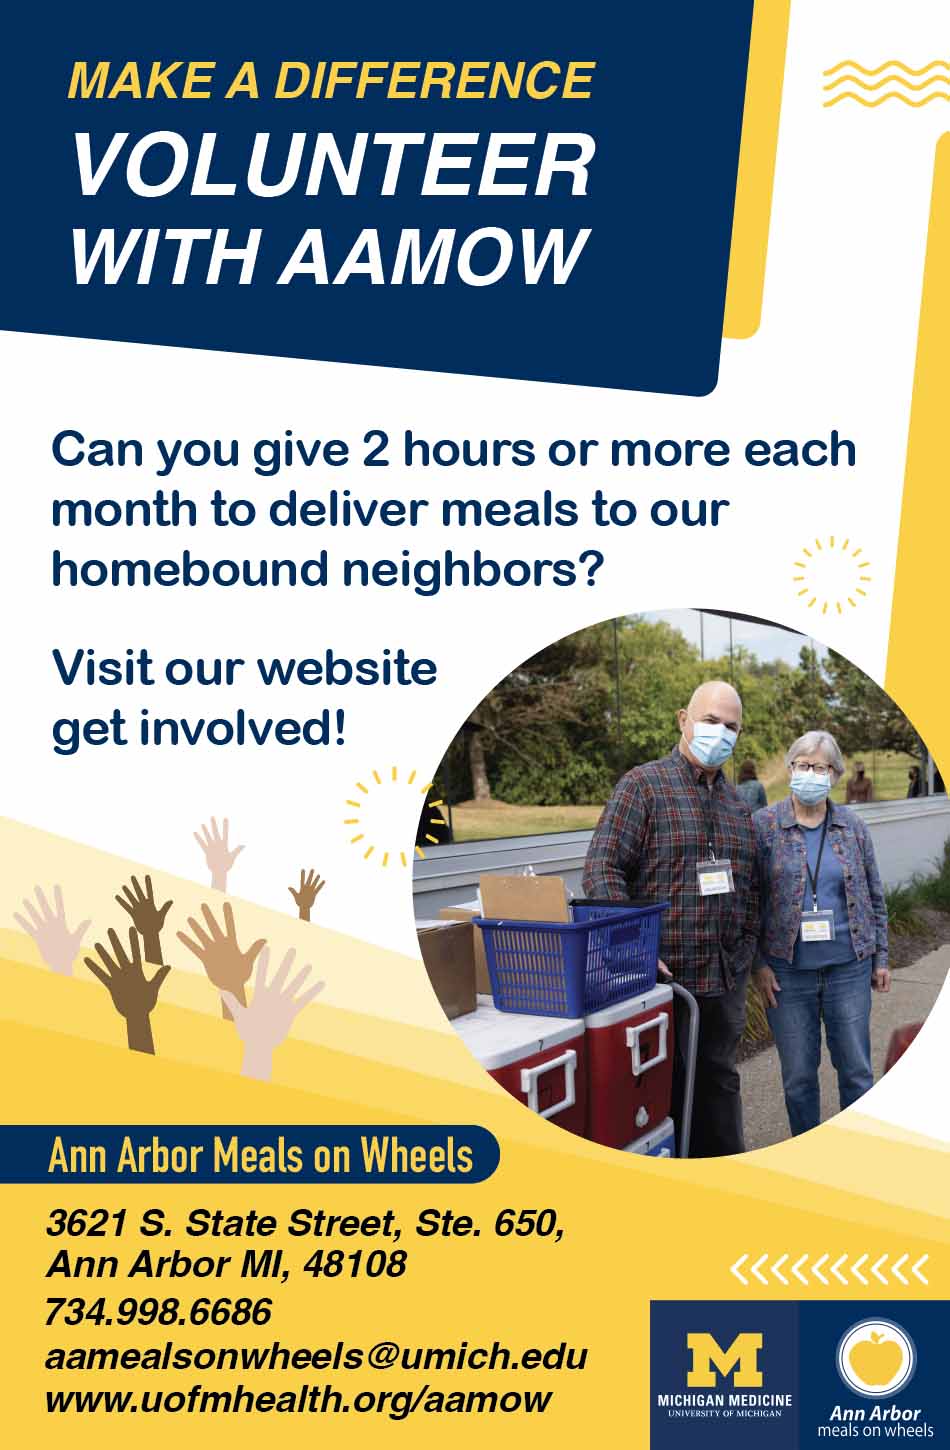 MAKE A DIFFERENCE
VOLUNTEER
WITH AAMOW
Can you give 2 hours or more each
month to deliver meals to our
homebound neighbors?
Visit our website
get involved!
7
7
7
Ann Arbor Meals on Wheels
3621 S. State Street, Ste. 650,
Ann Arbor MI, 48108
734.998.6686
aamealsonwheels@umich.edu
www.uofmhealth.org/aamow
M
MICHIGAN MEDICINE
UNIVERSITY OF MICHIGAN
Ann Arbor
meals on wheels